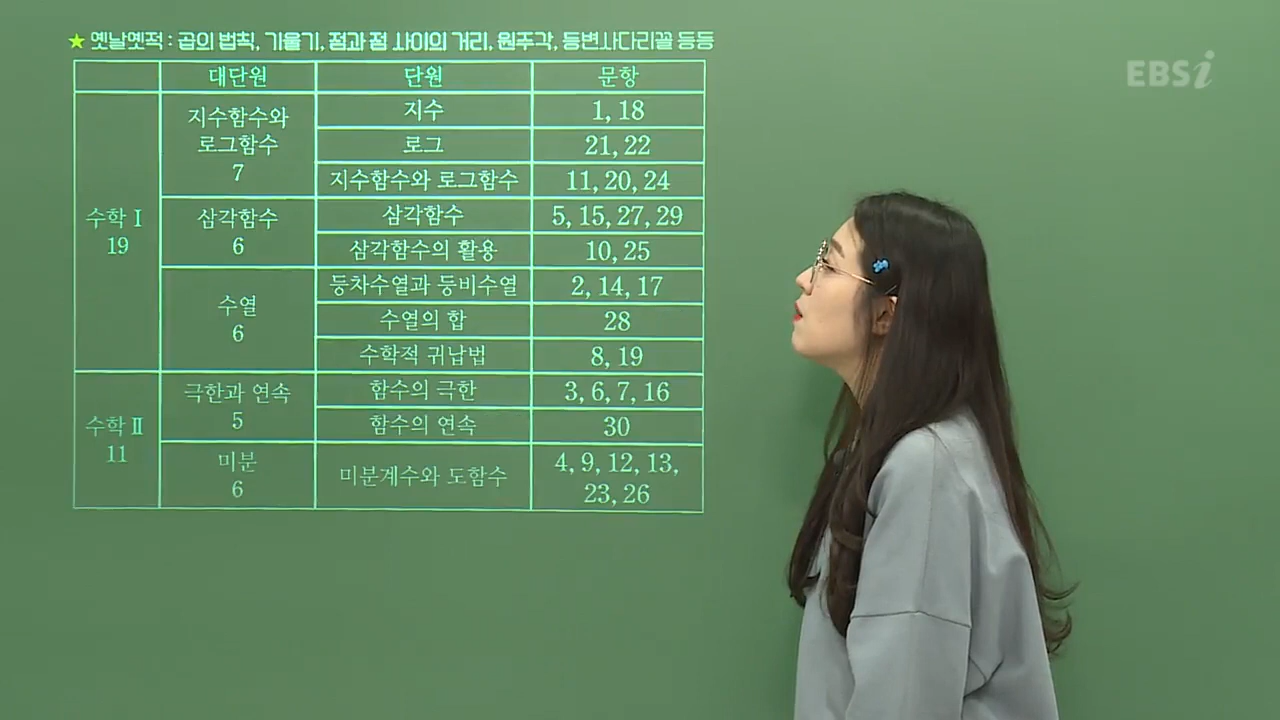 ★ 옛날옛적 : 곱의 법칙, 기울기, 점과 점 사이의 거리, 원주각, 등변사다리꼴 등등
EBSi
대단원 단원 문항
수학 Ⅰ
19
지수함수와
로그함수
7
지수 1, 18
로그 21, 22
지수함수와 로그함수 11, 20, 24
삼각함수
6
삼각함수 5, 15, 27, 29
삼각함수의 활용 10, 25
수열
6
등차수열과 등비수열 2, 14, 17
수열의 합 28
수학적 귀납법 8, 19
수학 Ⅱ
11
극한과 연속
5
함수의 극한 3, 6, 7, 16
함수의 연속 30
미분
6
미분계수와 도함수 4, 9, 12, 13,
23, 26